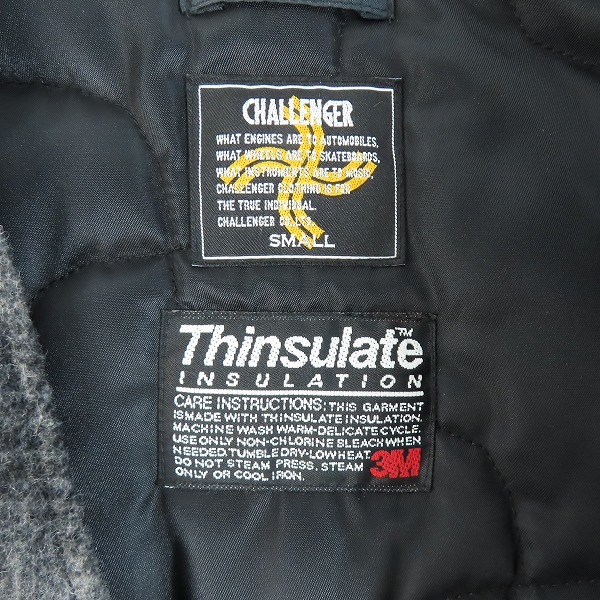 CHALLENGER
WHAT ENGINES ARE TO AUTOMOBILES,
WHAT WHEELS ARE TO SKATEBOARDS,
WHAT INSTRUMENTS ARE TO MUSIC,
CHALLENGER CLOTHING IS FOR
THE TRUE INDIVIDUAL.
CHALLENGER CO.,LTD.
SMALL
Thinsulate™
INSULATION
CARE INSTRUCTIONS: THIS GARMENT
IS MADE WITH THINSULATE INSULATION.
MACHINE WASH WARM-DELICATE CYCLE.
USE ONLY NON-CHLORINE BLEACH WHEN
NEEDED. TUMBLE DRY-LOW HEAT.
DO NOT STEAM PRESS. STEAM
ONLY OR COOL IRON.
3M